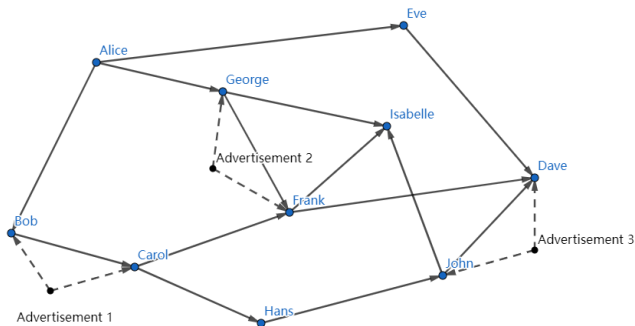 Eve
Alice
George
Isabelle
Advertisement 2
Dave
Frank
Bob
Advertisement 3
Carol
John
Hans
Advertisement 1